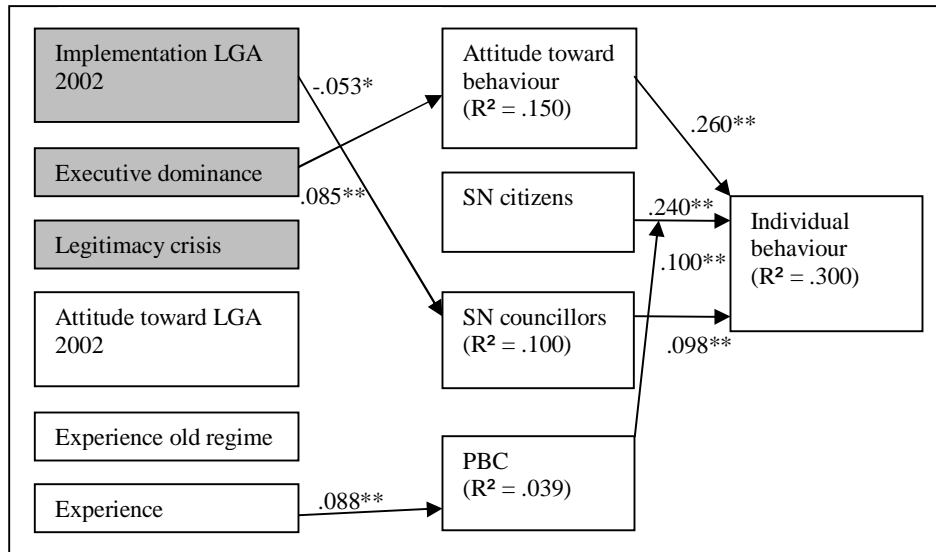 Implementation LGA
2002
Executive dominance
Legitimacy crisis
Attitude toward LGA
2002
Experience old regime
Experience
-.053*
.085**
.088**
Attitude toward
behaviour
(R² = .150)
SN citizens
SN councillors
(R² = .100)
PBC
(R² = .039)
.260**
.240**
.100**
.098**
Individual
behaviour
(R² = .300)